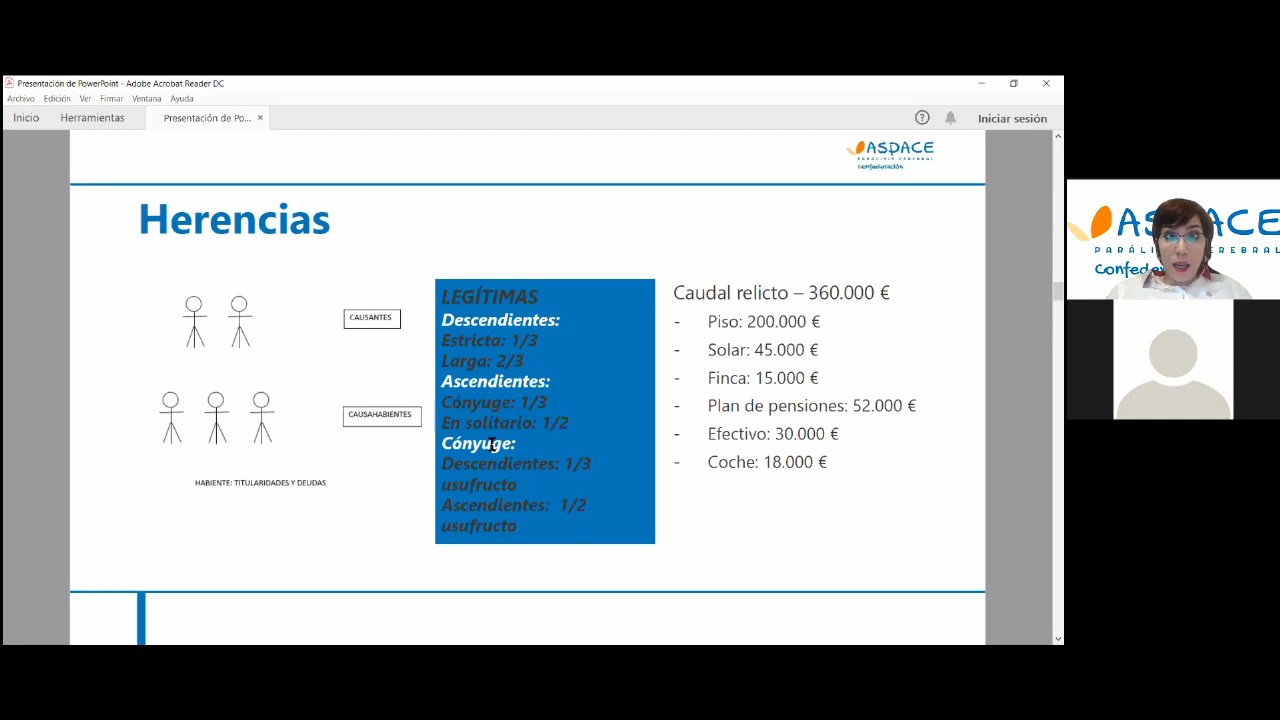 Presentación de PowerPoint - Adobe Acrobat Reader DC
Archivo Edición Ver Firmar Ventana Ayuda
Inicio Herramientas Presentación de Po... × Iniciar sesión
ASPACE
PARÁLISIS CEREBRAL
Confederación
Herencias
CAUSANTES
CAUSAHABIENTES
HABIENTE: TITULARIDADES Y DEUDAS
LEGÍTIMAS
Descendientes:
Estricta: 1/3
Larga: 2/3
Ascendientes:
Cónyuge: 1/3
En solitario: 1/2
Cónyuge:
Descendientes: 1/3
usufructo
Ascendientes: 1/2
usufructo
Caudal relicto – 360.000 €
- Piso: 200.000 €
- Solar: 45.000 €
- Finca: 15.000 €
- Plan de pensiones: 52.000 €
- Efectivo: 30.000 €
- Coche: 18.000 €